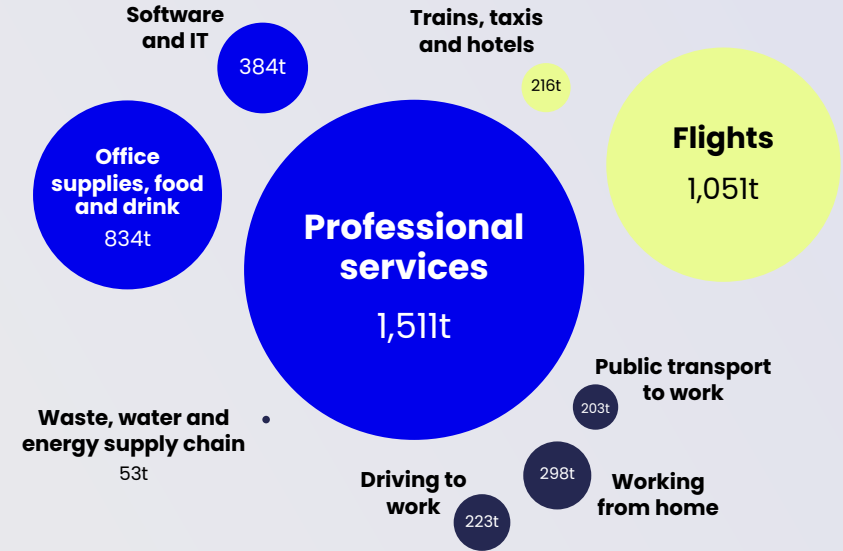 Software
and IT
384t
Trains, taxis
and hotels
216t
Flights
1,051t
Office
supplies, food
and drink
834t
Professional
services
1,511t
Public transport
to work
203t
Waste, water and
energy supply chain
53t
Driving to
work
223t
298t
Working
from home